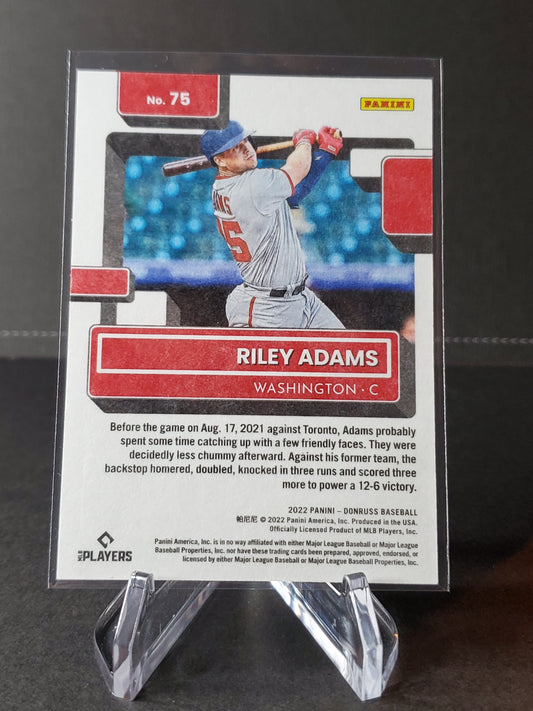 No. 75
PANINI
AMS
15
RILEY ADAMS
WASHINGTON · C
Before the game on Aug. 17, 2021 against Toronto, Adams probably
spent some time catching up with a few friendly faces. They were
decidedly less chummy afterward. Against his former team, the
backstop homered, doubled, knocked in three runs and scored three
more to power a 12-6 victory.
2022 PANINI – DONRUSS BASEBALL
帕尼尼 © 2022 Panini America, Inc. Produced in the USA.
Officially Licensed Product of MLB Players, Inc.
MLB PLAYERS
Panini America, Inc. is in no way affiliated with either Major League Baseball or Major League
Baseball Properties, Inc. nor have these trading cards been prepared, approved, endorsed, or
licensed by either Major League Baseball or Major League Baseball Properties, Inc.